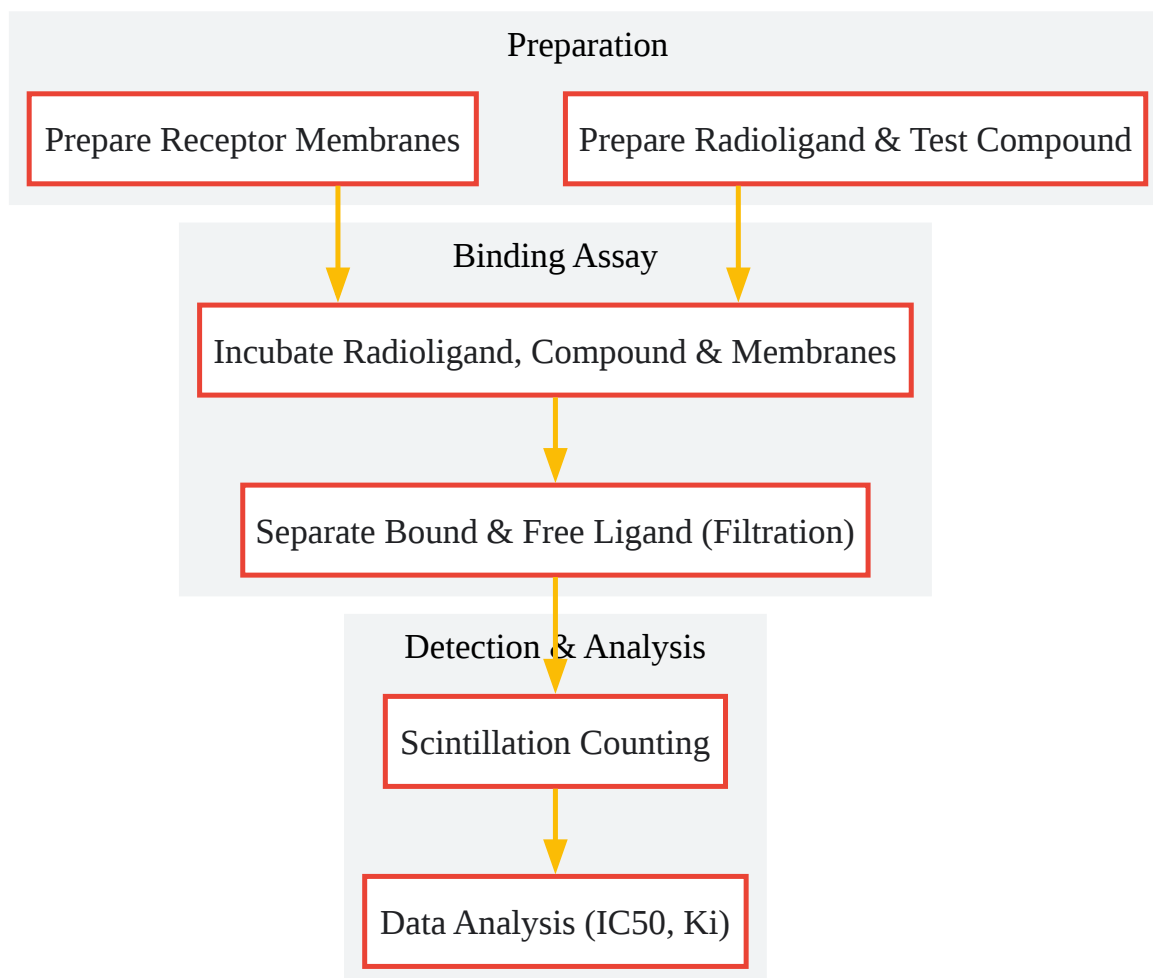 Preparation
Prepare Receptor Membranes
Prepare Radioligand & Test Compound
Binding Assay
Incubate Radioligand, Compound & Membranes
Separate Bound & Free Ligand (Filtration)
Detection & Analysis
Scintillation Counting
Data Analysis (IC50, Ki)